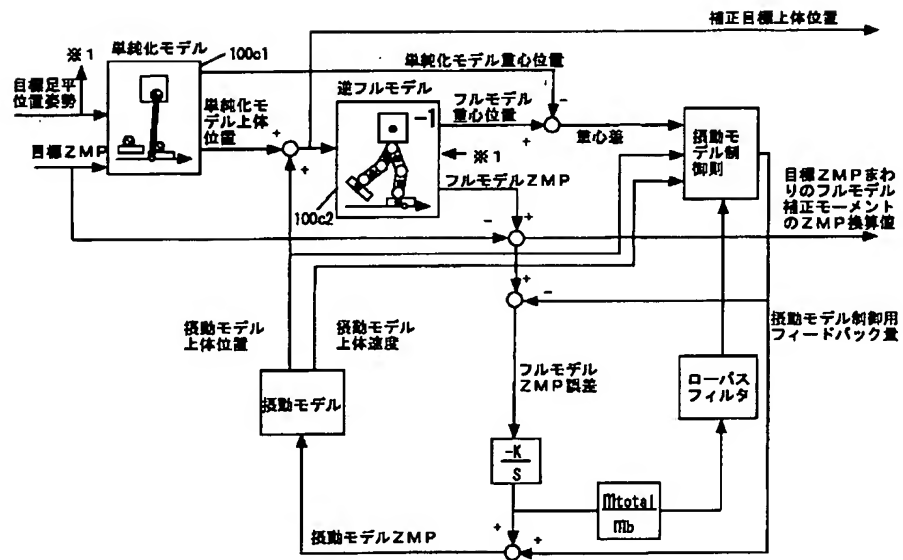 補正目標上体位置
※1
単純化モデル
100c1
単純化モデル重心位置
目標足平
位置姿勢
逆フルモデル
単純化モ
デル上体
位置
-1
フルモデル
重心位置
-
+
重心差
摂動モ
デル制
御則
+
+
※1
目標ZMP
フルモデルZMP
100c2
目標ZMPまわ
りのフルモデル
補正モーメント
のZMP換算値
-
+
+
-
摂動モデル
上体位置
摂動モデル
上体速度
摂動モデル制御用
フィードバック量
フルモデル
ZMP誤差
ローパス
フィルタ
摂動モデル
-K
S
mtotal
mb
摂動モデルZMP
+
+